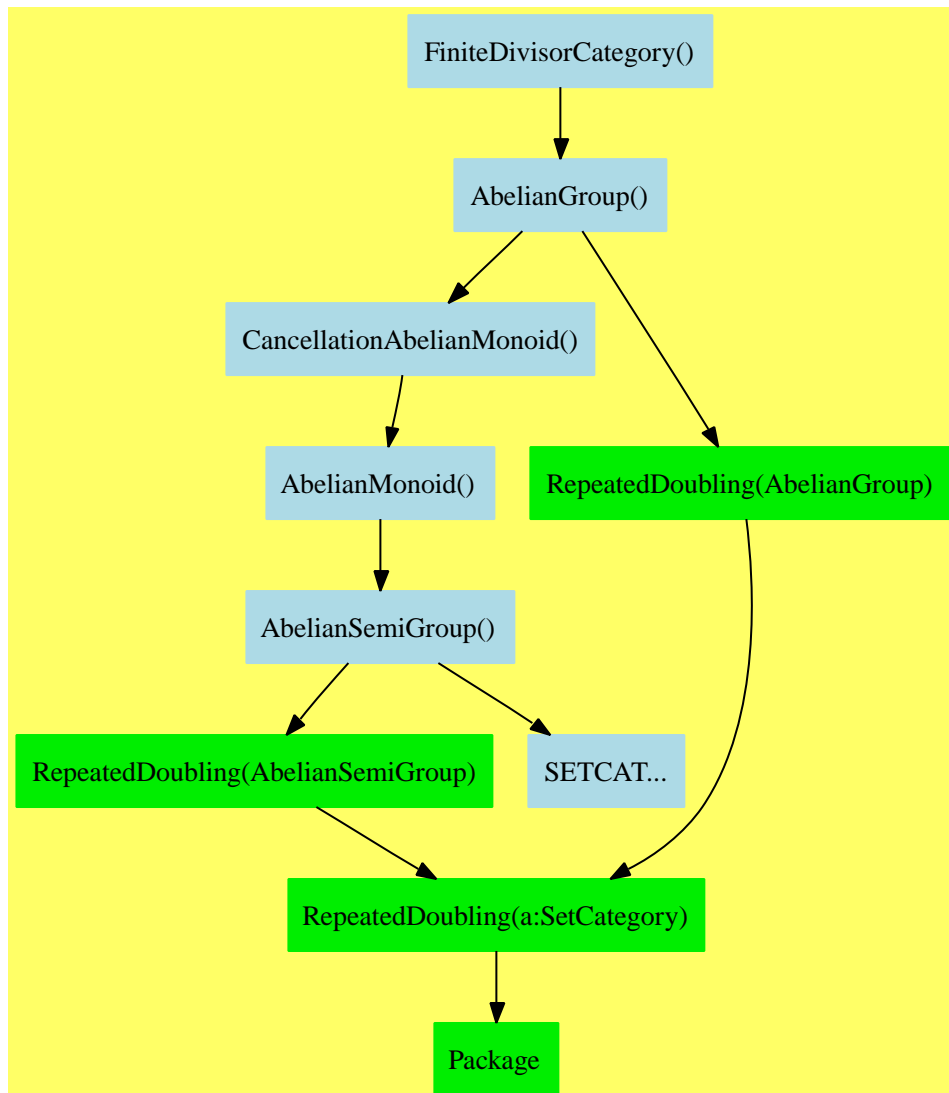 FiniteDivisorCategory()
AbelianGroup()
CancellationAbelianMonoid()
AbelianMonoid()
RepeatedDoubling(AbelianGroup)
AbelianSemiGroup()
RepeatedDoubling(AbelianSemiGroup)
SETCAT...
RepeatedDoubling(a:SetCategory)
Package